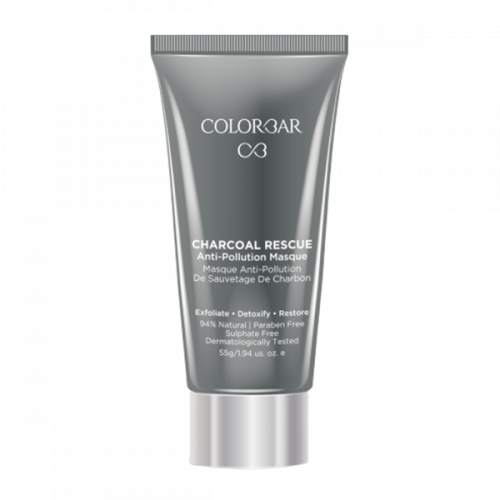 COLORBAR
CB
CHARCOAL RESCUE
Anti-Pollution Masque
Masque Anti-Pollution
De Sauvetage De Charbon
Exfoliate • Detoxify • Restore
94% Natural | Paraben Free
Sulphate Free
Dermatologically Tested
55g/1.94 us. oz. e